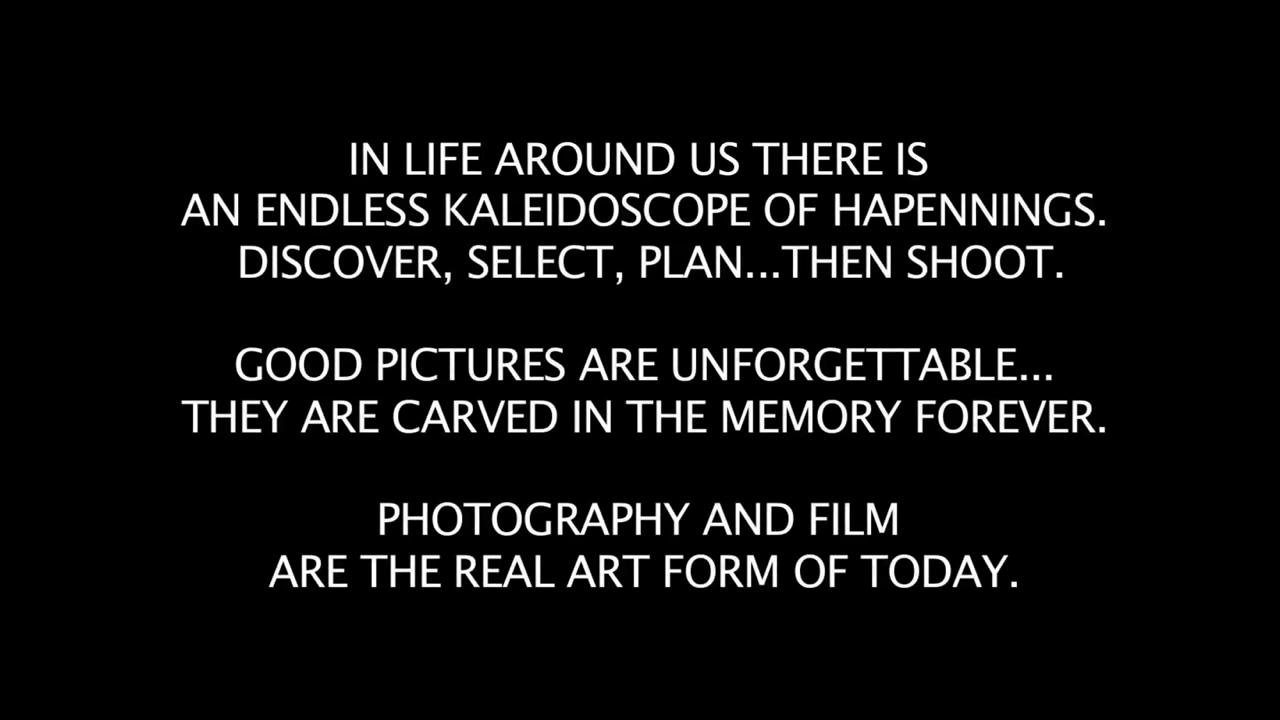 IN LIFE AROUND US THERE IS
AN ENDLESS KALEIDOSCOPE OF HAPENNINGS.
DISCOVER, SELECT, PLAN...THEN SHOOT.
GOOD PICTURES ARE UNFORGETTABLE...
THEY ARE CARVED IN THE MEMORY FOREVER.
PHOTOGRAPHY AND FILM
ARE THE REAL ART FORM OF TODAY.